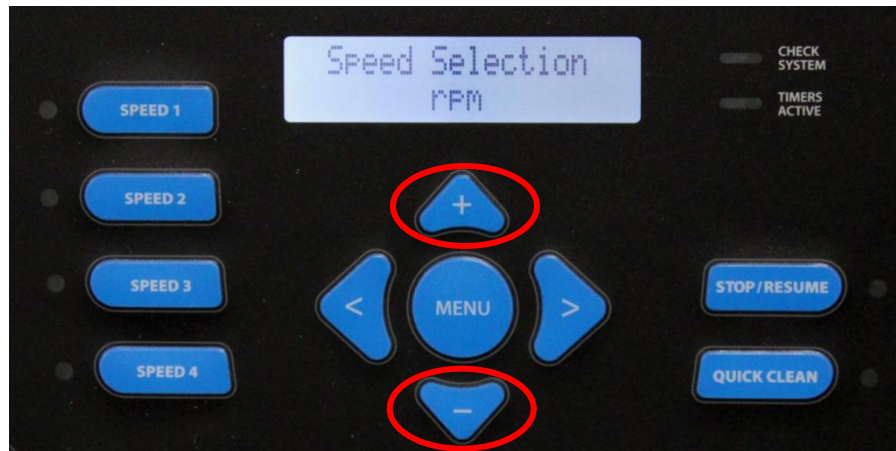 Speed Selection
rpm
CHECK
SYSTEM
TIMERS
ACTIVE
SPEED 1
SPEED 2
SPEED 3
SPEED 4
+
<
MENU
>
−
STOP/RESUME
QUICK CLEAN